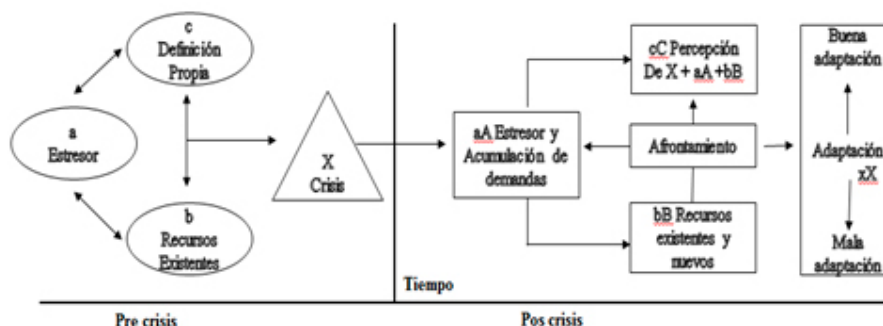 c
Definición
Propia
a
Estresor
b
Recursos
Existentes
X
Crisis
aA Estresor y
Acumulación de
demandas
cC Percepción
De X + aA +bB
Afrontamiento
bB Recursos
existentes y
nuevos
Buena
adaptación
Adaptación
xX
Mala
adaptación
Tiempo
Pre crisis
Pos crisis